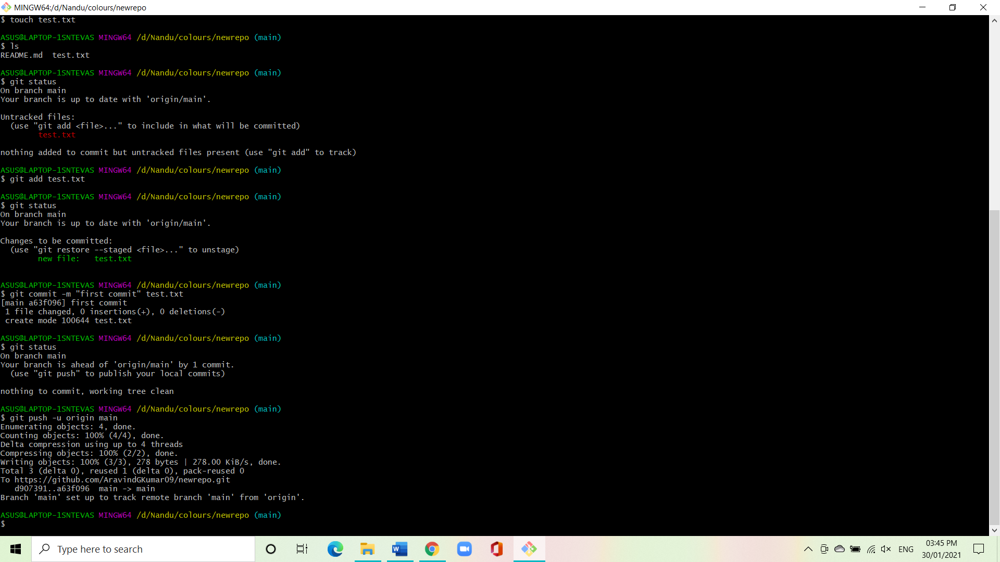 MINGW64:/d/Nandu/colours/newrepo
$ touch test.txt
ASUS@LAPTOP-1SNTEVAS MINGW64 /d/Nandu/colours/newrepo (main)
$ ls
README.md  test.txt
ASUS@LAPTOP-1SNTEVAS MINGW64 /d/Nandu/colours/newrepo (main)
$ git status
On branch main
Your branch is up to date with 'origin/main'.
Untracked files:
  (use "git add <file>..." to include in what will be committed)
        test.txt
nothing added to commit but untracked files present (use "git add" to track)
ASUS@LAPTOP-1SNTEVAS MINGW64 /d/Nandu/colours/newrepo (main)
$ git add test.txt
ASUS@LAPTOP-1SNTEVAS MINGW64 /d/Nandu/colours/newrepo (main)
$ git status
On branch main
Your branch is up to date with 'origin/main'.
Changes to be committed:
  (use "git restore --staged <file>..." to unstage)
        new file:   test.txt
ASUS@LAPTOP-1SNTEVAS MINGW64 /d/Nandu/colours/newrepo (main)
$ git commit -m "first commit" test.txt
[main a63f096] first commit
 1 file changed, 0 insertions(+), 0 deletions(-)
 create mode 100644 test.txt
ASUS@LAPTOP-1SNTEVAS MINGW64 /d/Nandu/colours/newrepo (main)
$ git status
On branch main
Your branch is ahead of 'origin/main' by 1 commit.
  (use "git push" to publish your local commits)
nothing to commit, working tree clean
ASUS@LAPTOP-1SNTEVAS MINGW64 /d/Nandu/colours/newrepo (main)
$ git push -u origin main
Enumerating objects: 4, done.
Counting objects: 100% (4/4), done.
Delta compression using up to 4 threads
Compressing objects: 100% (2/2), done.
Writing objects: 100% (3/3), 278 bytes | 278.00 KiB/s, done.
Total 3 (delta 0), reused 1 (delta 0), pack-reused 0
To https://github.com/AravindGKumar09/newrepo.git
   d907391..a63f096  main -> main
Branch 'main' set up to track remote branch 'main' from 'origin'.
ASUS@LAPTOP-1SNTEVAS MINGW64 /d/Nandu/colours/newrepo (main)
$
Type here to search
W
ENG
03:45 PM
30/01/2021